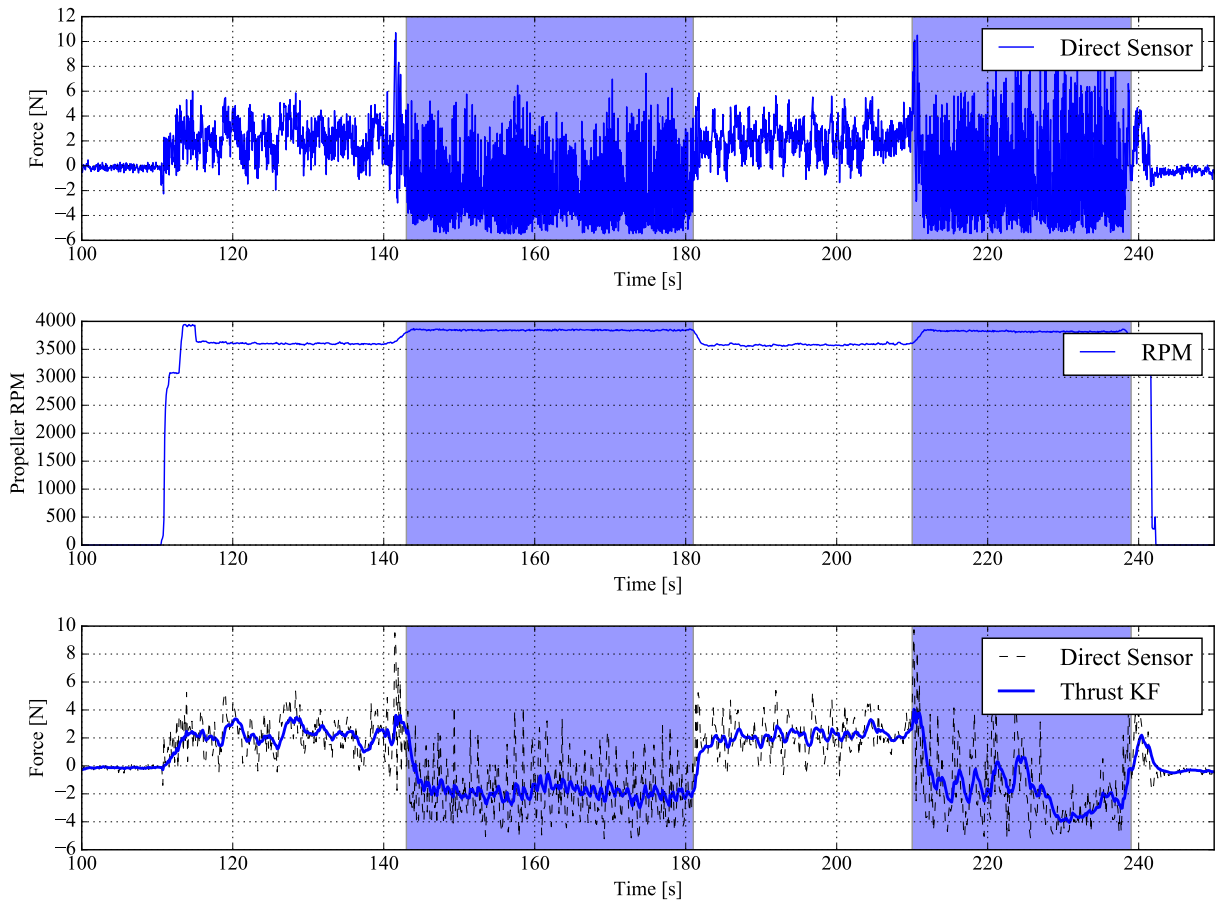 12
10
8
6
4
2
0
−2
−4
−6
Force [N]
Direct Sensor
100 120 140 160 180 200 220 240
Time [s]
4000
3500
3000
2500
2000
1500
1000
500
0
Propeller RPM
RPM
100 120 140 160 180 200 220 240
Time [s]
10
8
6
4
2
0
−2
−4
−6
Force [N]
Direct Sensor
Thrust KF
100 120 140 160 180 200 220 240
Time [s]